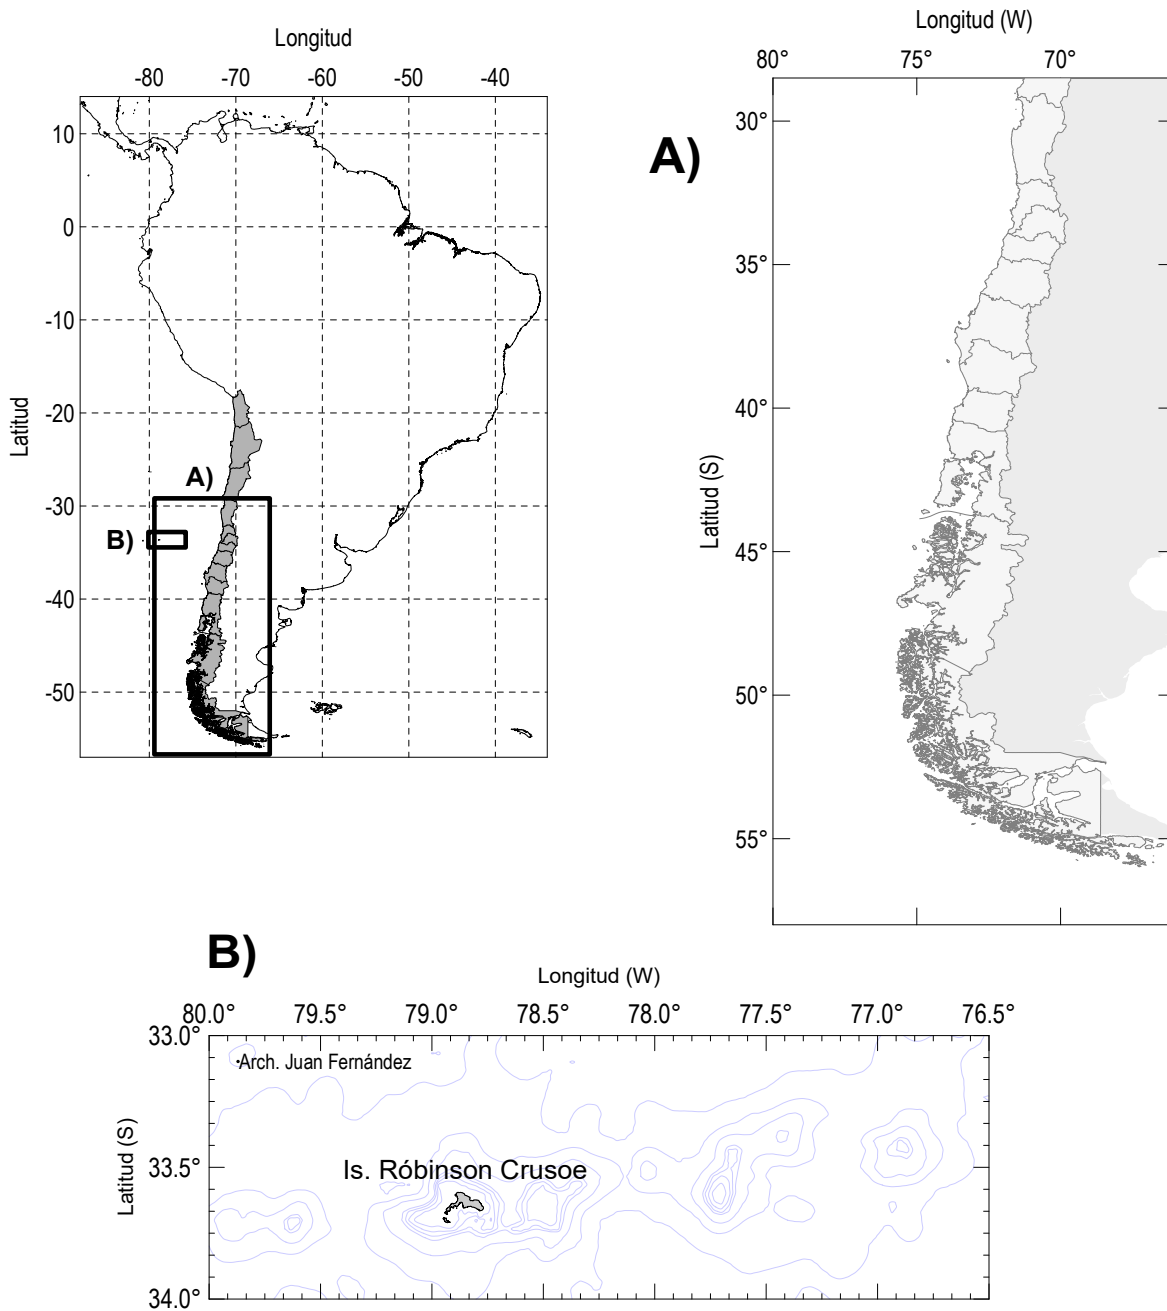 Longitud
-80 -70 -60 -50 -40
10
0
-10
-20
-30
-40
-50
Latitud
A)
B)
A)
Longitud (W)
80° 75° 70°
30°
35°
40°
45°
50°
55°
Latitud (S)
B)
Longitud (W)
80.0° 79.5° 79.0° 78.5° 78.0° 77.5° 77.0° 76.5°
33.0°
33.5°
34.0°
Latitud (S)
Arch. Juan Fernández
Is. Róbinson Crusoe